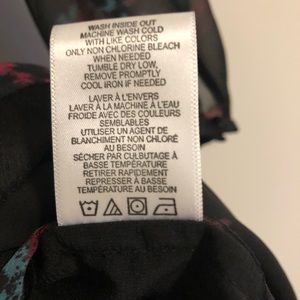 WASH INSIDE OUT
MACHINE WASH COLD
WITH LIKE COLORS
ONLY NON CHLORINE BLEACH
WHEN NEEDED
TUMBLE DRY LOW,
REMOVE PROMPTLY
COOL IRON IF NEEDED
LAVER À L'ENVERS
LAVER À LA MACHINE À L'EAU
FROIDE AVEC DES COULEURS
SEMBLABLES
UTILISER UN AGENT DE
BLANCHIMENT NON CHLORÉ
AU BESOIN
SÉCHER PAR CULBUTAGE À
BASSE TEMPÉRATURE
RETIRER RAPIDEMENT
REPRESSER À BASSE
TEMPÉRATURE AU BESOIN